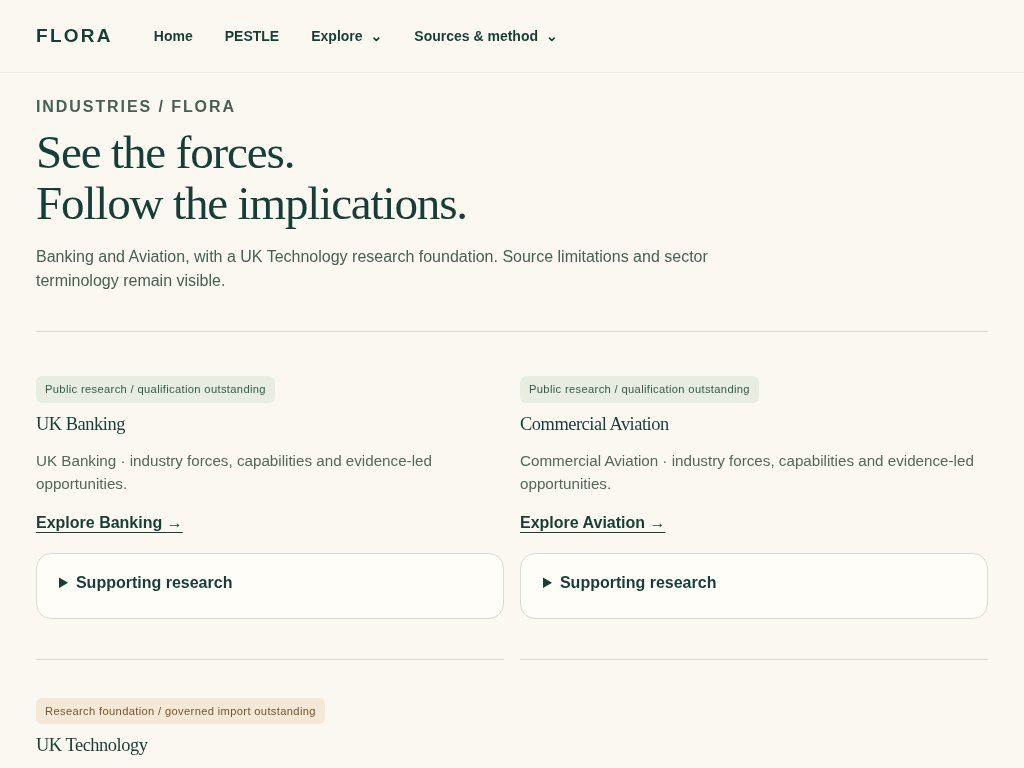 FLORA
Home
PESTLE
Explore
Sources & method
INDUSTRIES / FLORA
See the forces.
Follow the implications.
Banking and Aviation, with a UK Technology research foundation. Source limitations and sector
terminology remain visible.
Public research / qualification outstanding
UK Banking
UK Banking · industry forces, capabilities and evidence-led
opportunities.
Explore Banking →
Supporting research
Public research / qualification outstanding
Commercial Aviation
Commercial Aviation · industry forces, capabilities and evidence-led
opportunities.
Explore Aviation →
Supporting research
Research foundation / governed import outstanding
UK Technology